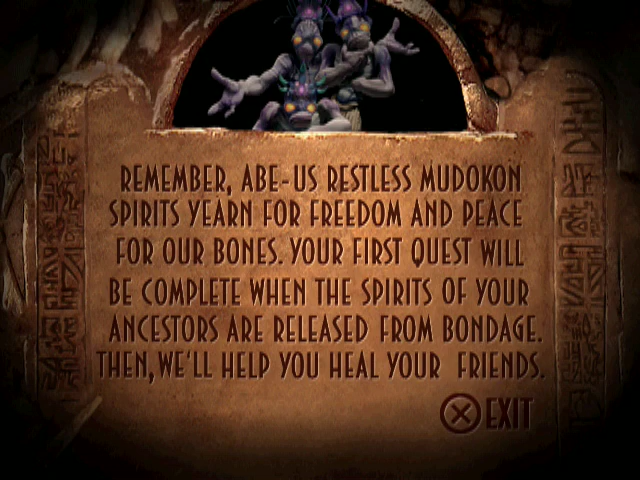 REMEMBER, ABE-US RESTLESS MUDOKON
SPIRITS YEARN FOR FREEDOM AND PEACE
FOR OUR BONES. YOUR FIRST QUEST WILL
BE COMPLETE WHEN THE SPIRITS OF YOUR
ANCESTORS ARE RELEASED FROM BONDAGE.
THEN, WE'LL HELP YOU HEAL YOUR FRIENDS.
EXIT